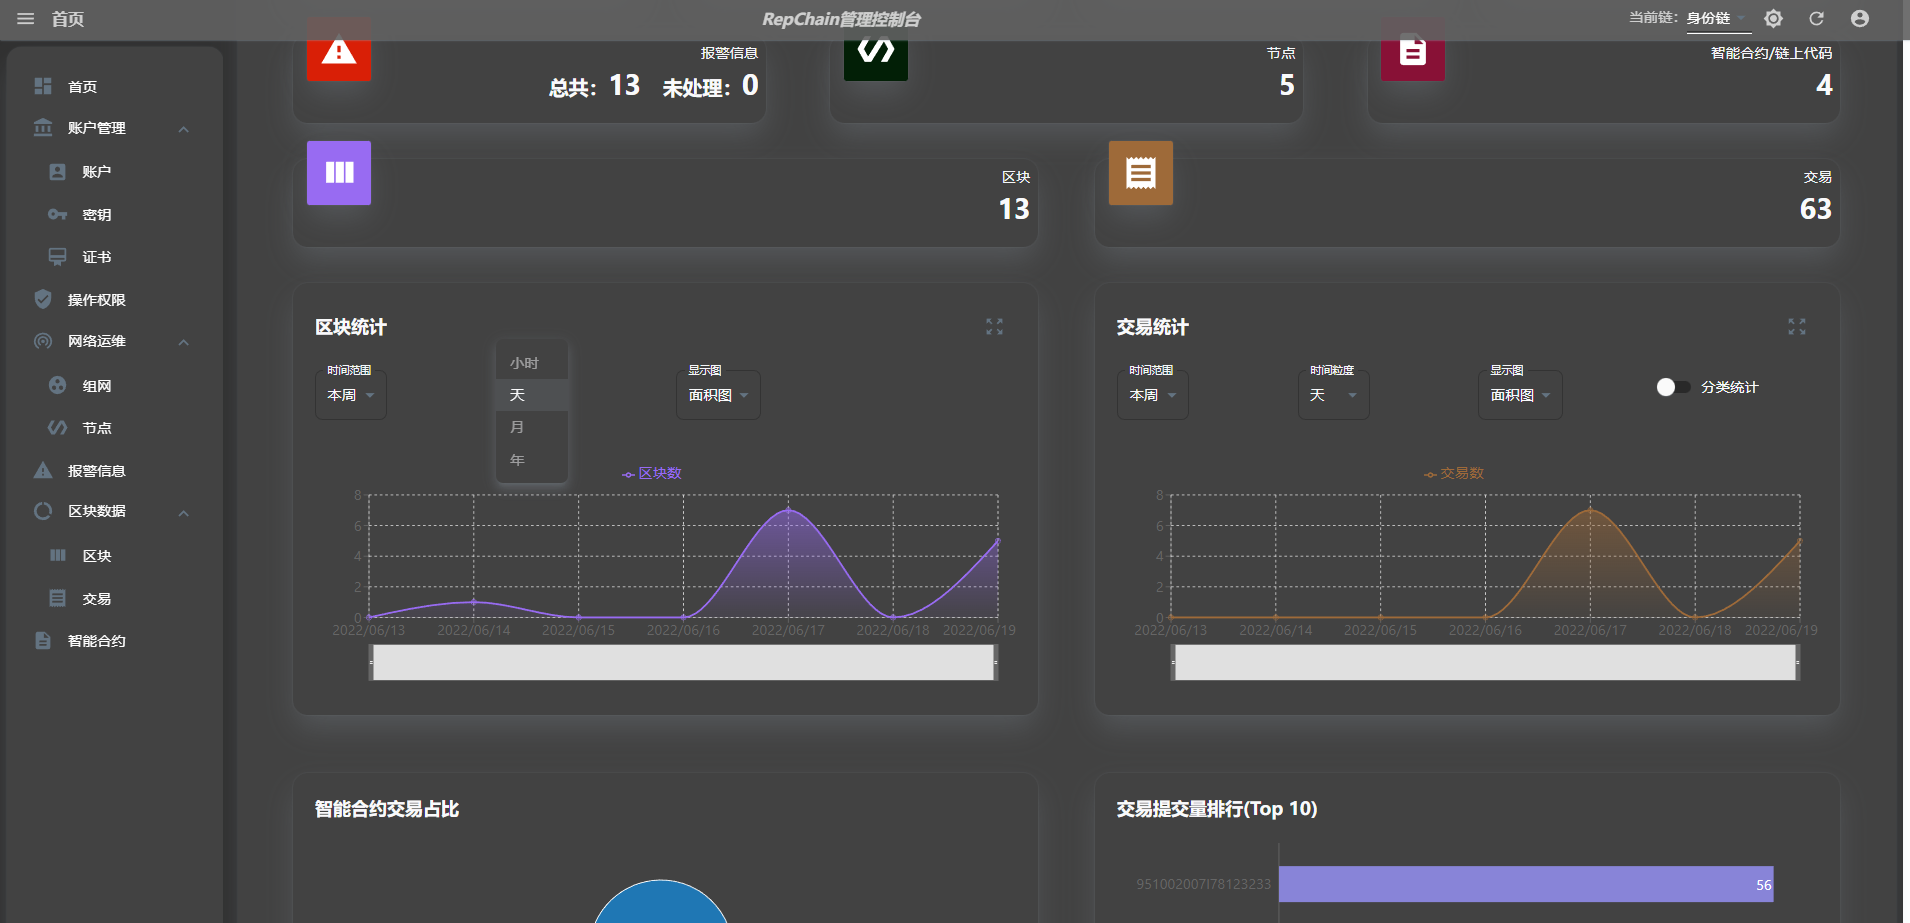 首页
RepChain管理控制台
当前链：
身份链
首页
账户管理
账户
密钥
证书
操作权限
网络运维
组网
节点
报警信息
区块数据
区块
交易
智能合约
报警信息
总共：13 未处理：0
节点
5
智能合约/链上代码
4
区块
13
交易
63
区块统计
时间范围
本周
小时
天
月
年
显示图
面积图
区块数
8
6
4
2
0
2022/06/13 2022/06/14 2022/06/15 2022/06/16 2022/06/17 2022/06/18 2022/06/19
交易统计
时间范围
本周
时间粒度
天
显示图
面积图
分类统计
交易数
8
6
4
2
0
2022/06/13 2022/06/14 2022/06/15 2022/06/16 2022/06/17 2022/06/18 2022/06/19
智能合约交易占比
交易提交量排行(Top 10)
951002007l78123233
56